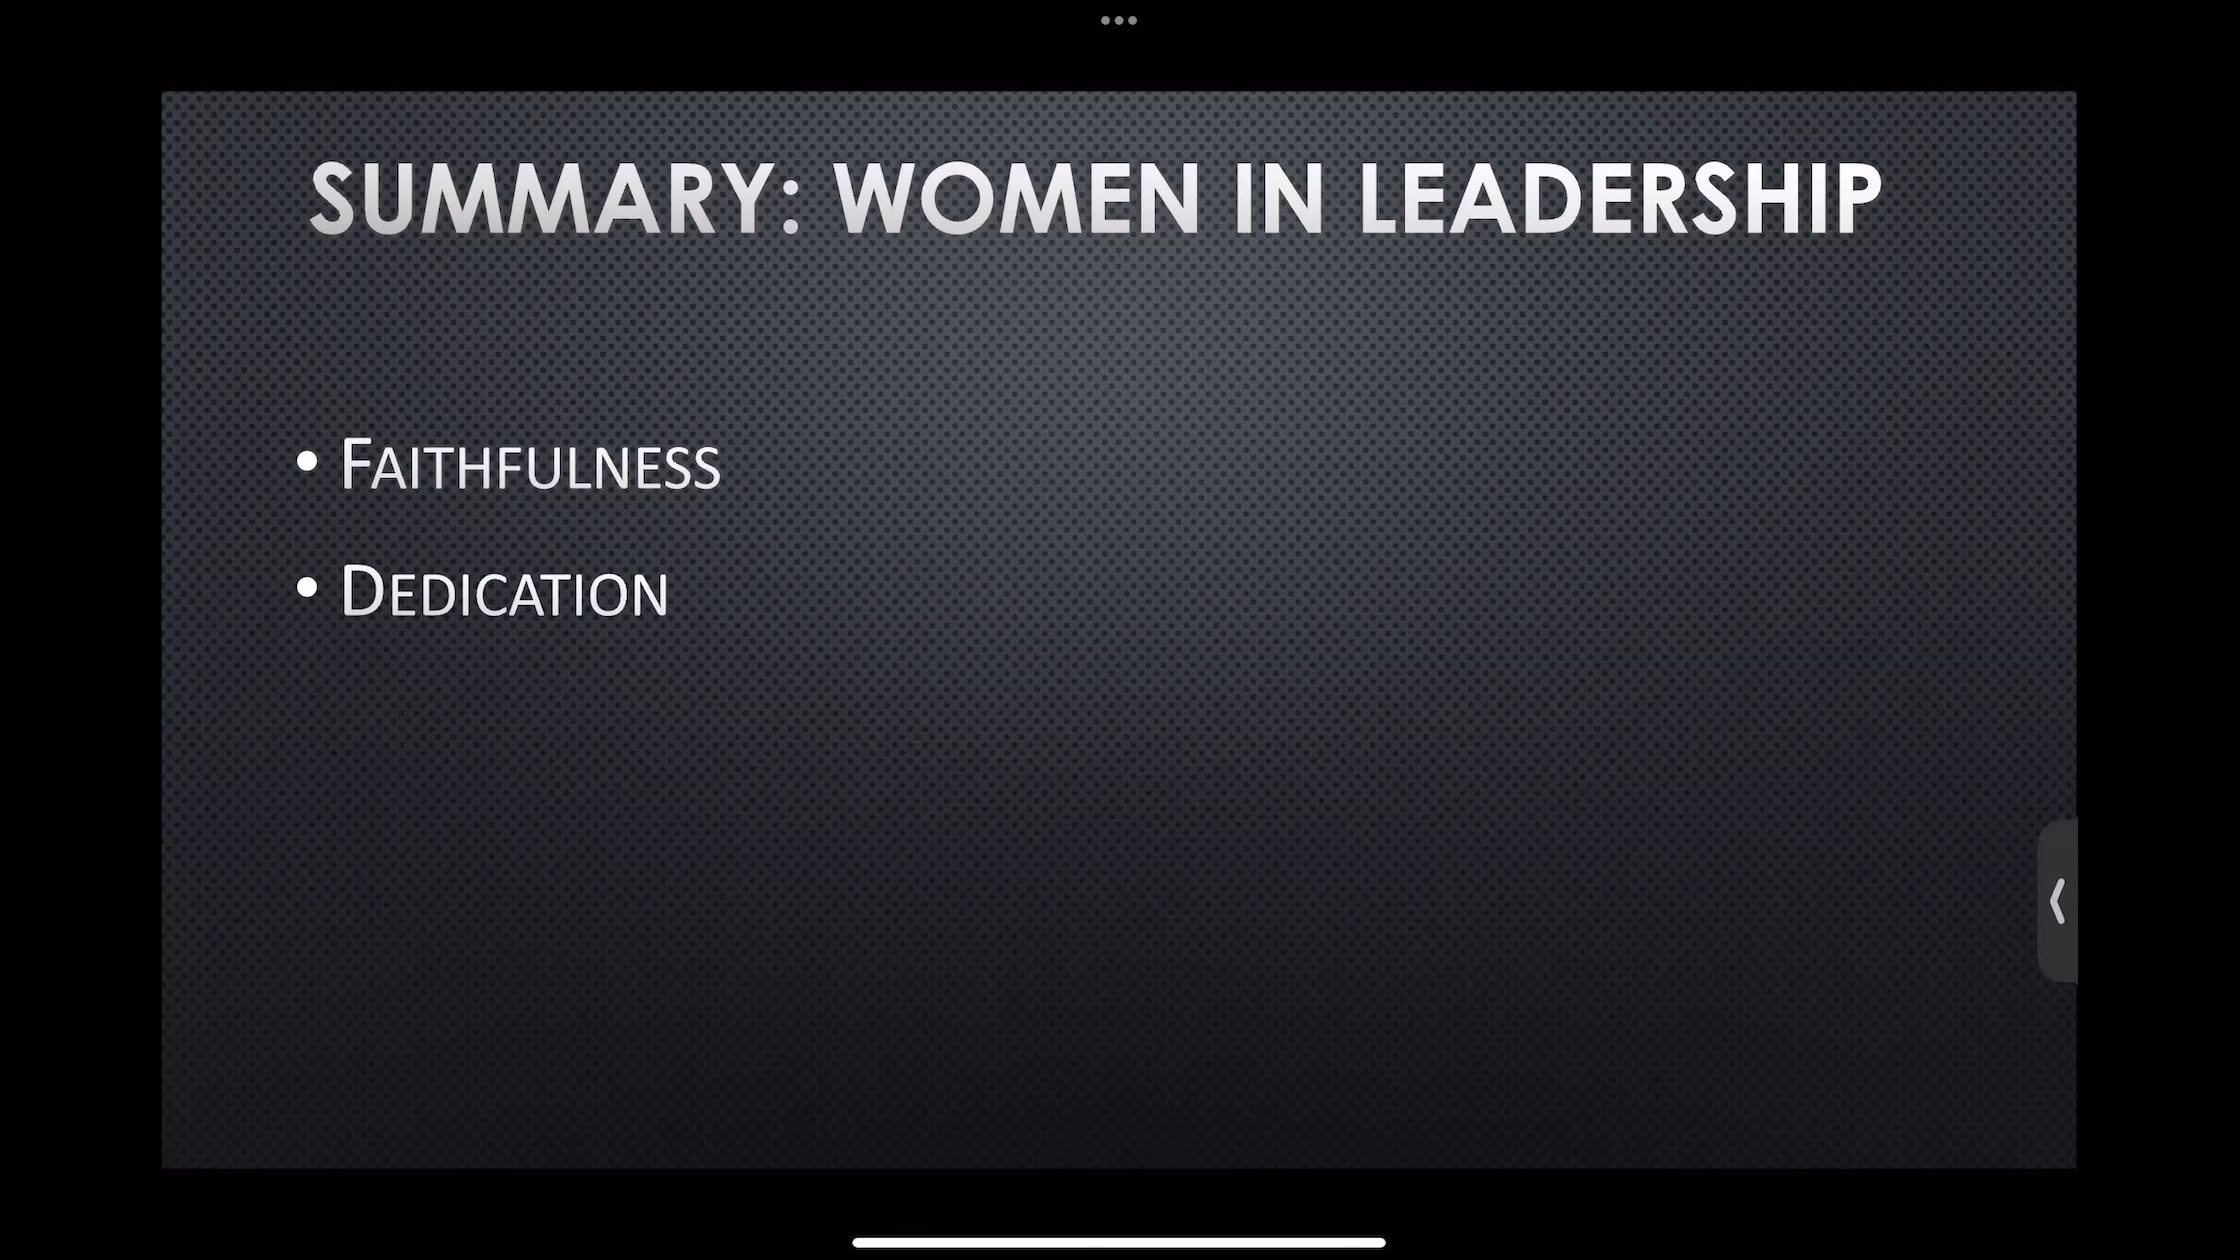 SUMMARY: WOMEN IN LEADERSHIP
• FAITHFULNESS
• DEDICATION